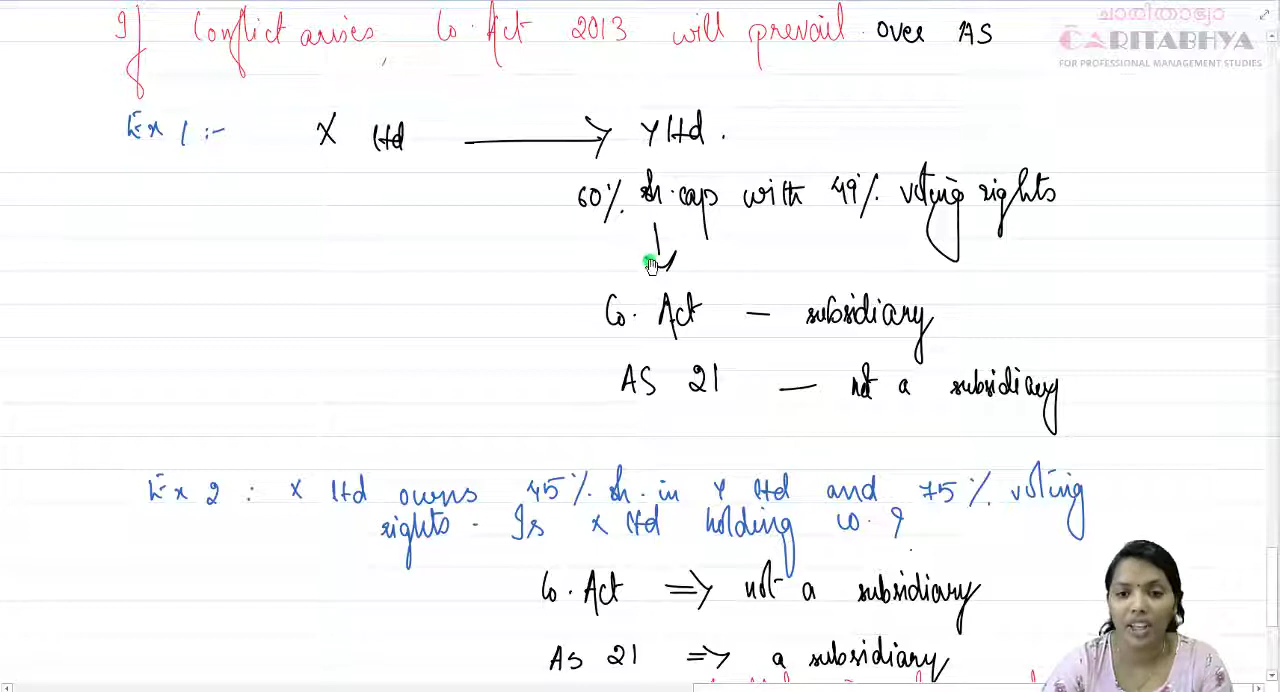 If Conflict arises Co. Act 2013 will prevail over AS
ചാരിതാഭ്യാ
CARITABHYA
FOR PROFESSIONAL MANAGEMENT STUDIES
Ex 1 :- X ltd → Y ltd.
60% sh. cap with 49% voting rights
Co. Act — subsidiary
AS 21 — not a subsidiary
Ex 2 : X ltd owns 45% sh. in Y ltd and 75% voting
rights. Is X ltd holding co. ?
Co. Act ⇒ not a subsidiary
AS 21 ⇒ a subsidiary